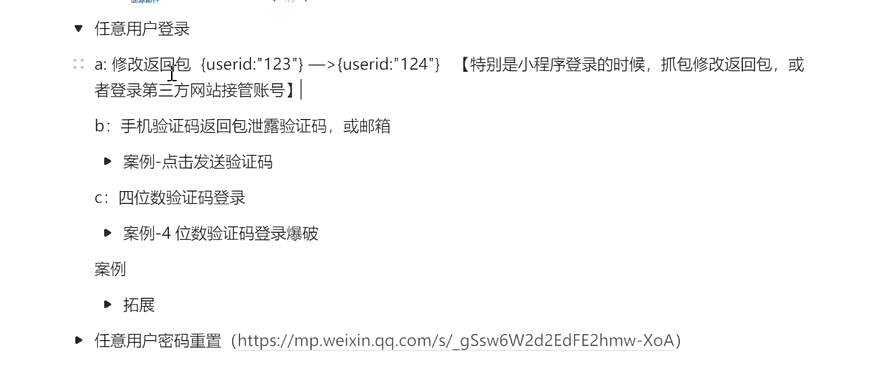 任意用户登录
a: 修改返回包 {userid:"123"} —>{userid:"124"} 【特别是小程序登录的时候，抓包修改返回包，或
者登录第三方网站接管账号】
b：手机验证码返回包泄露验证码，或邮箱
案例-点击发送验证码
c：四位数验证码登录
案例-4 位数验证码登录爆破
案例
拓展
任意用户密码重置（https://mp.weixin.qq.com/s/_gSsw6W2d2EdFE2hmw-XoA）